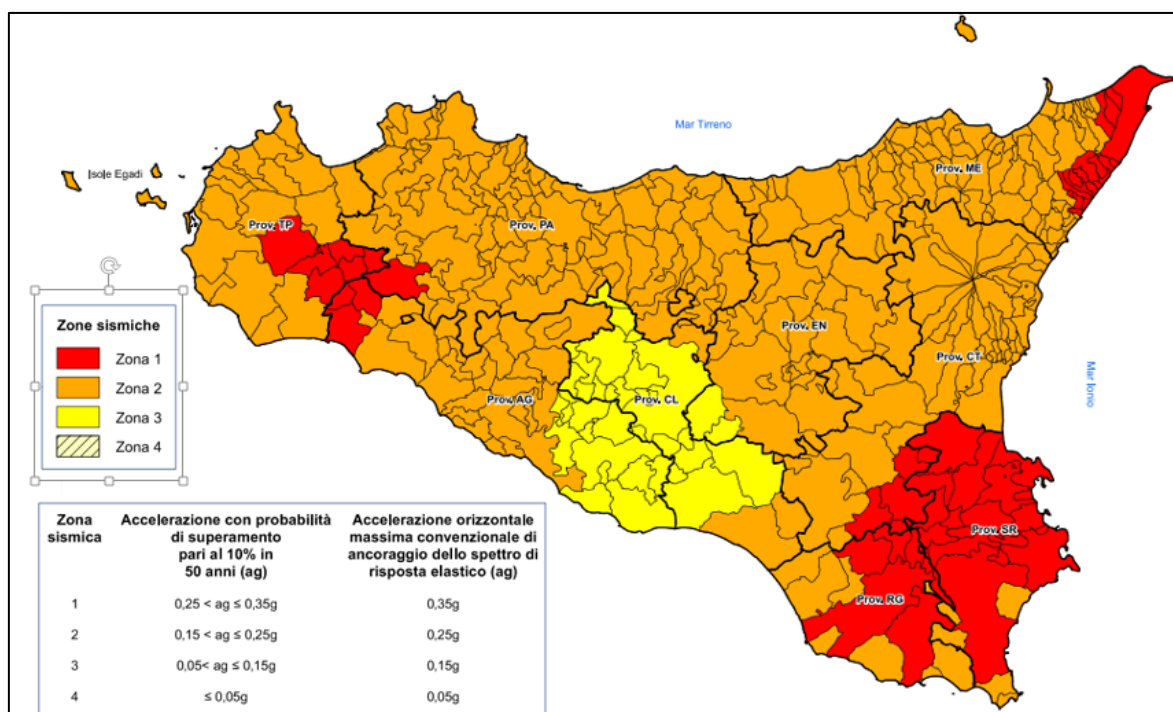 Mar Tirreno
Isole Egadi
Prov. ME
Prov. TP
Prov. PA
Prov. EN
Prov. CT
Mar Ionio
Prov. AG
Prov. CL
Prov. SR
Prov. RG
Zone sismiche
Zona 1
Zona 2
Zona 3
Zona 4
Zona sismica
Accelerazione con probabilità
di superamento
pari al 10% in
50 anni (ag)
Accelerazione orizzontale
massima convenzionale di
ancoraggio dello spettro di
risposta elastico (ag)
1 0,25 < ag ≤ 0,35g 0,35g
2 0,15 < ag ≤ 0,25g 0,25g
3 0,05< ag ≤ 0,15g 0,15g
4 ≤ 0,05g 0,05g